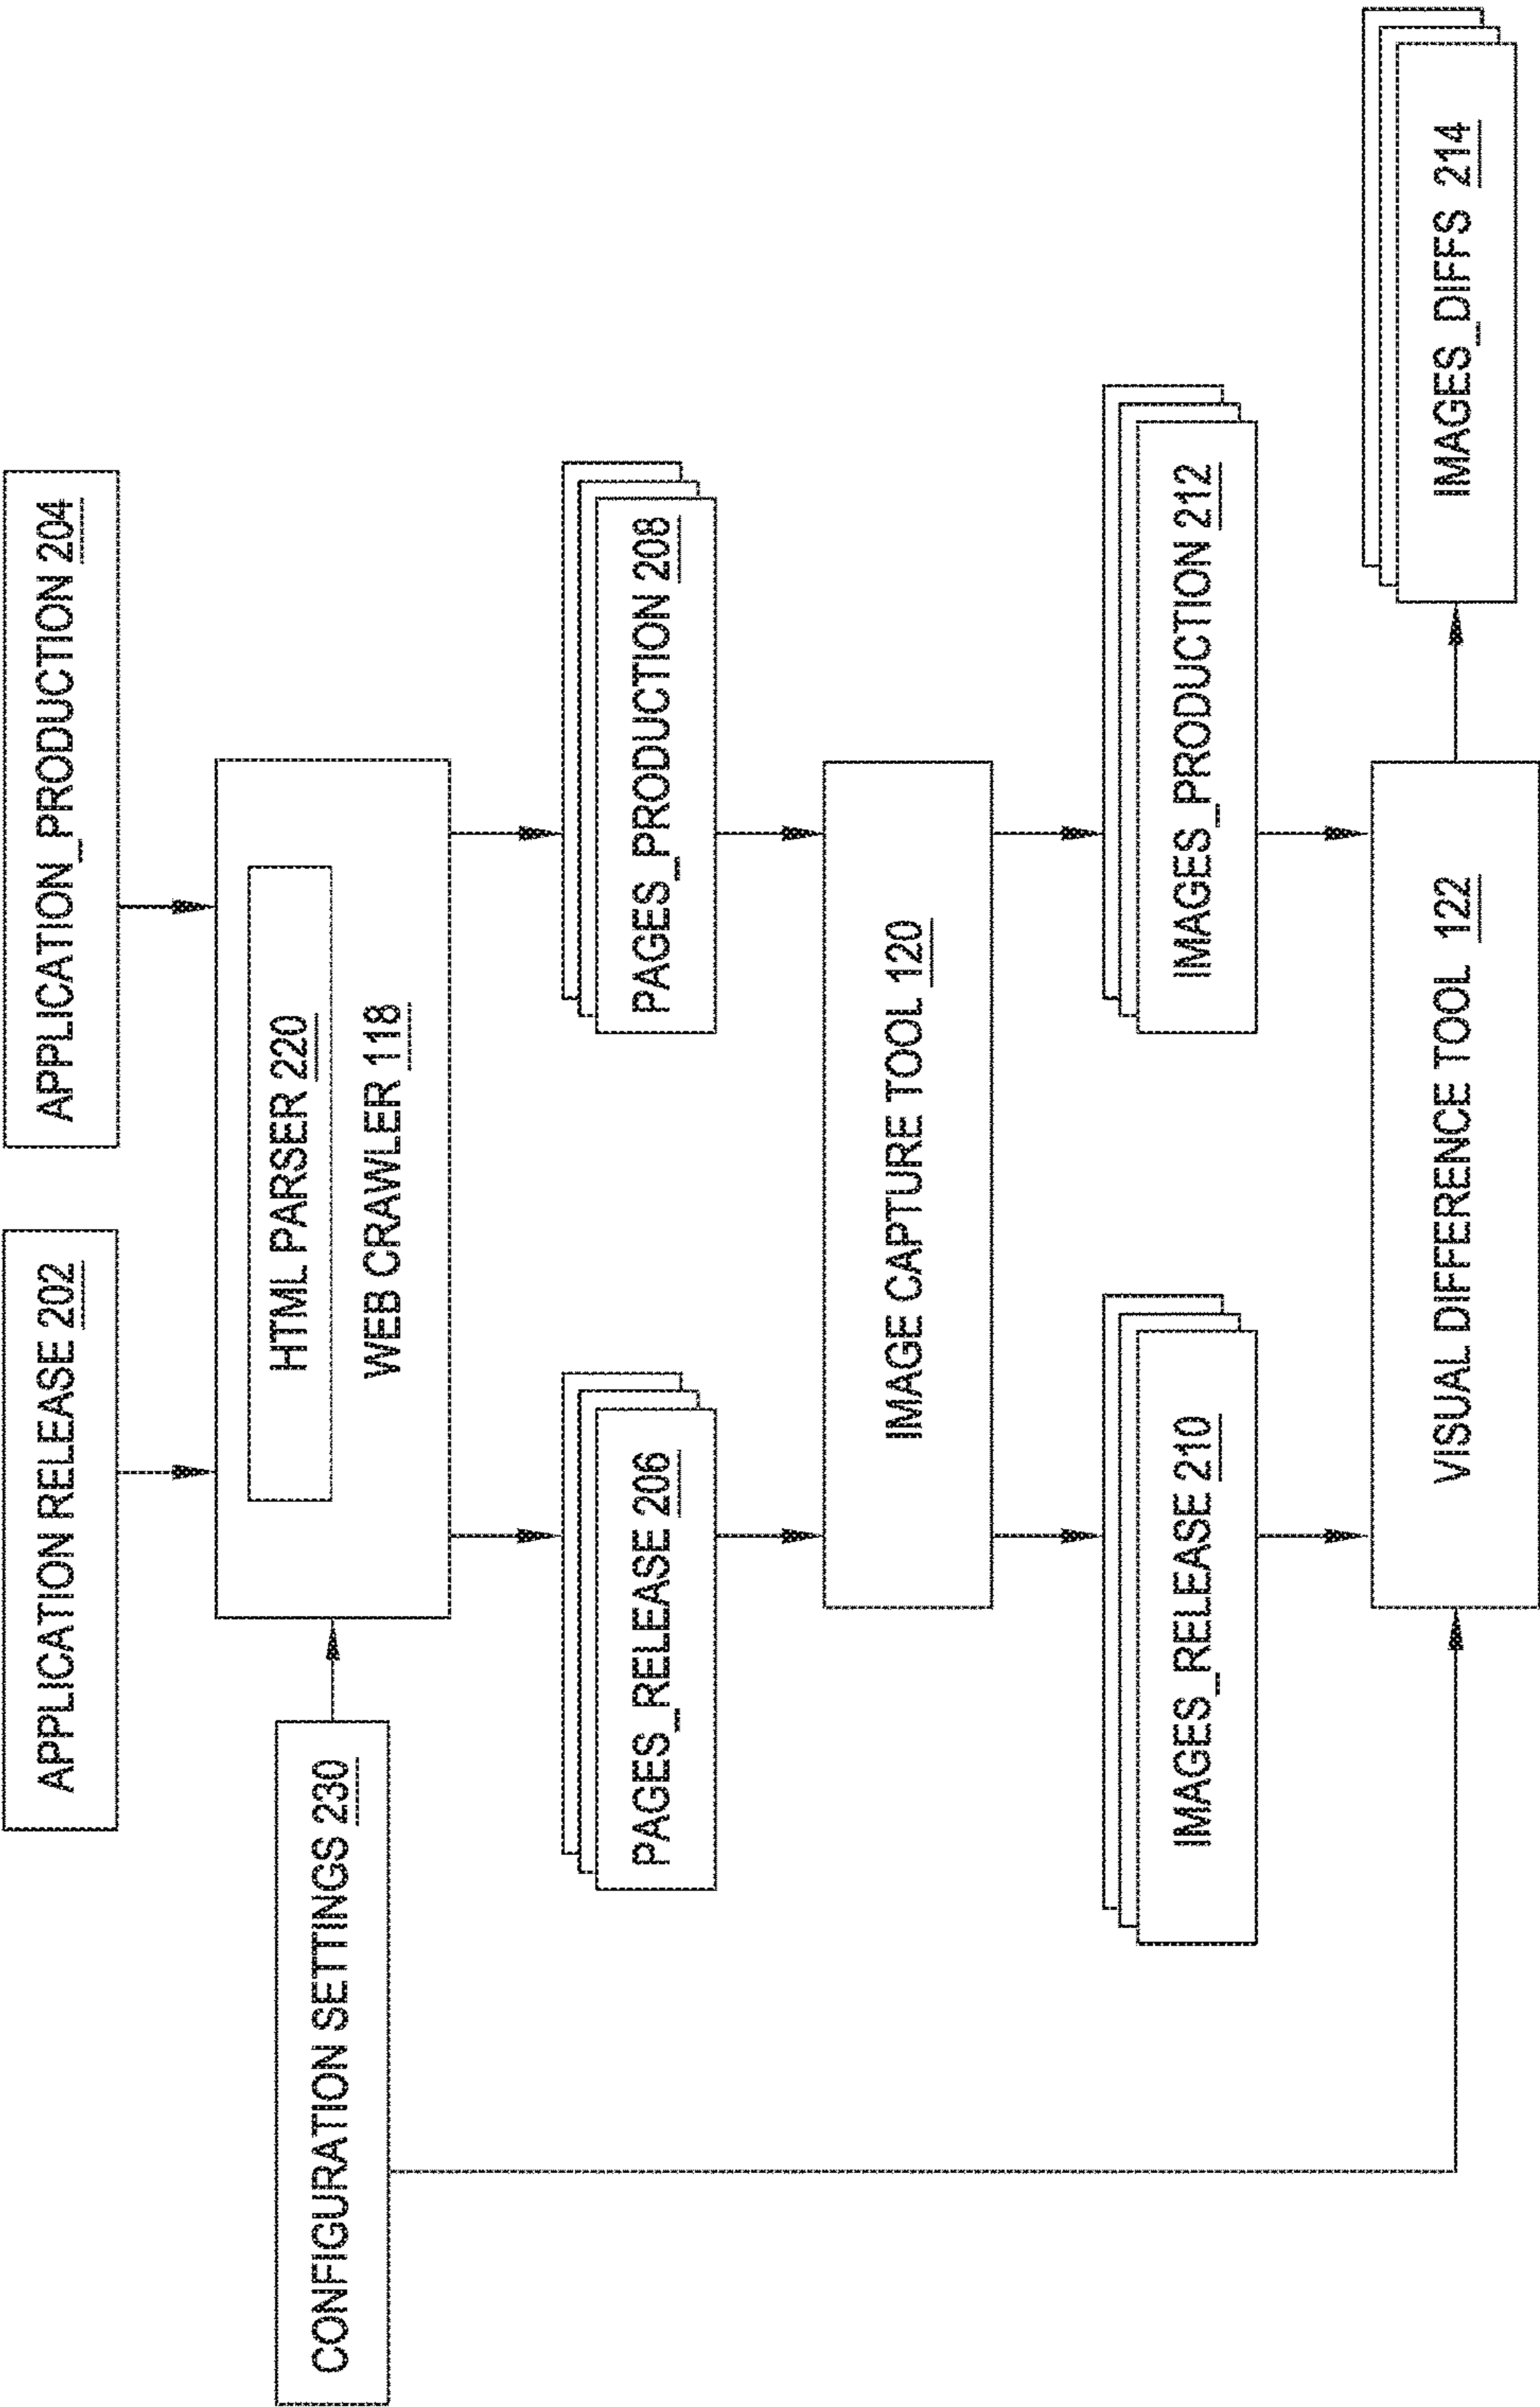 APPLICATION RELEASE 202
APPLICATION_PRODUCTION 204
CONFIGURATION SETTINGS 230
HTML PARSER 220
WEB CRAWLER 118
PAGES_RELEASE 206
PAGES_PRODUCTION 208
IMAGE CAPTURE TOOL 120
IMAGES_RELEASE 210
IMAGES_PRODUCTION 212
VISUAL DIFFERENCE TOOL 122
IMAGES_DIFFS 214